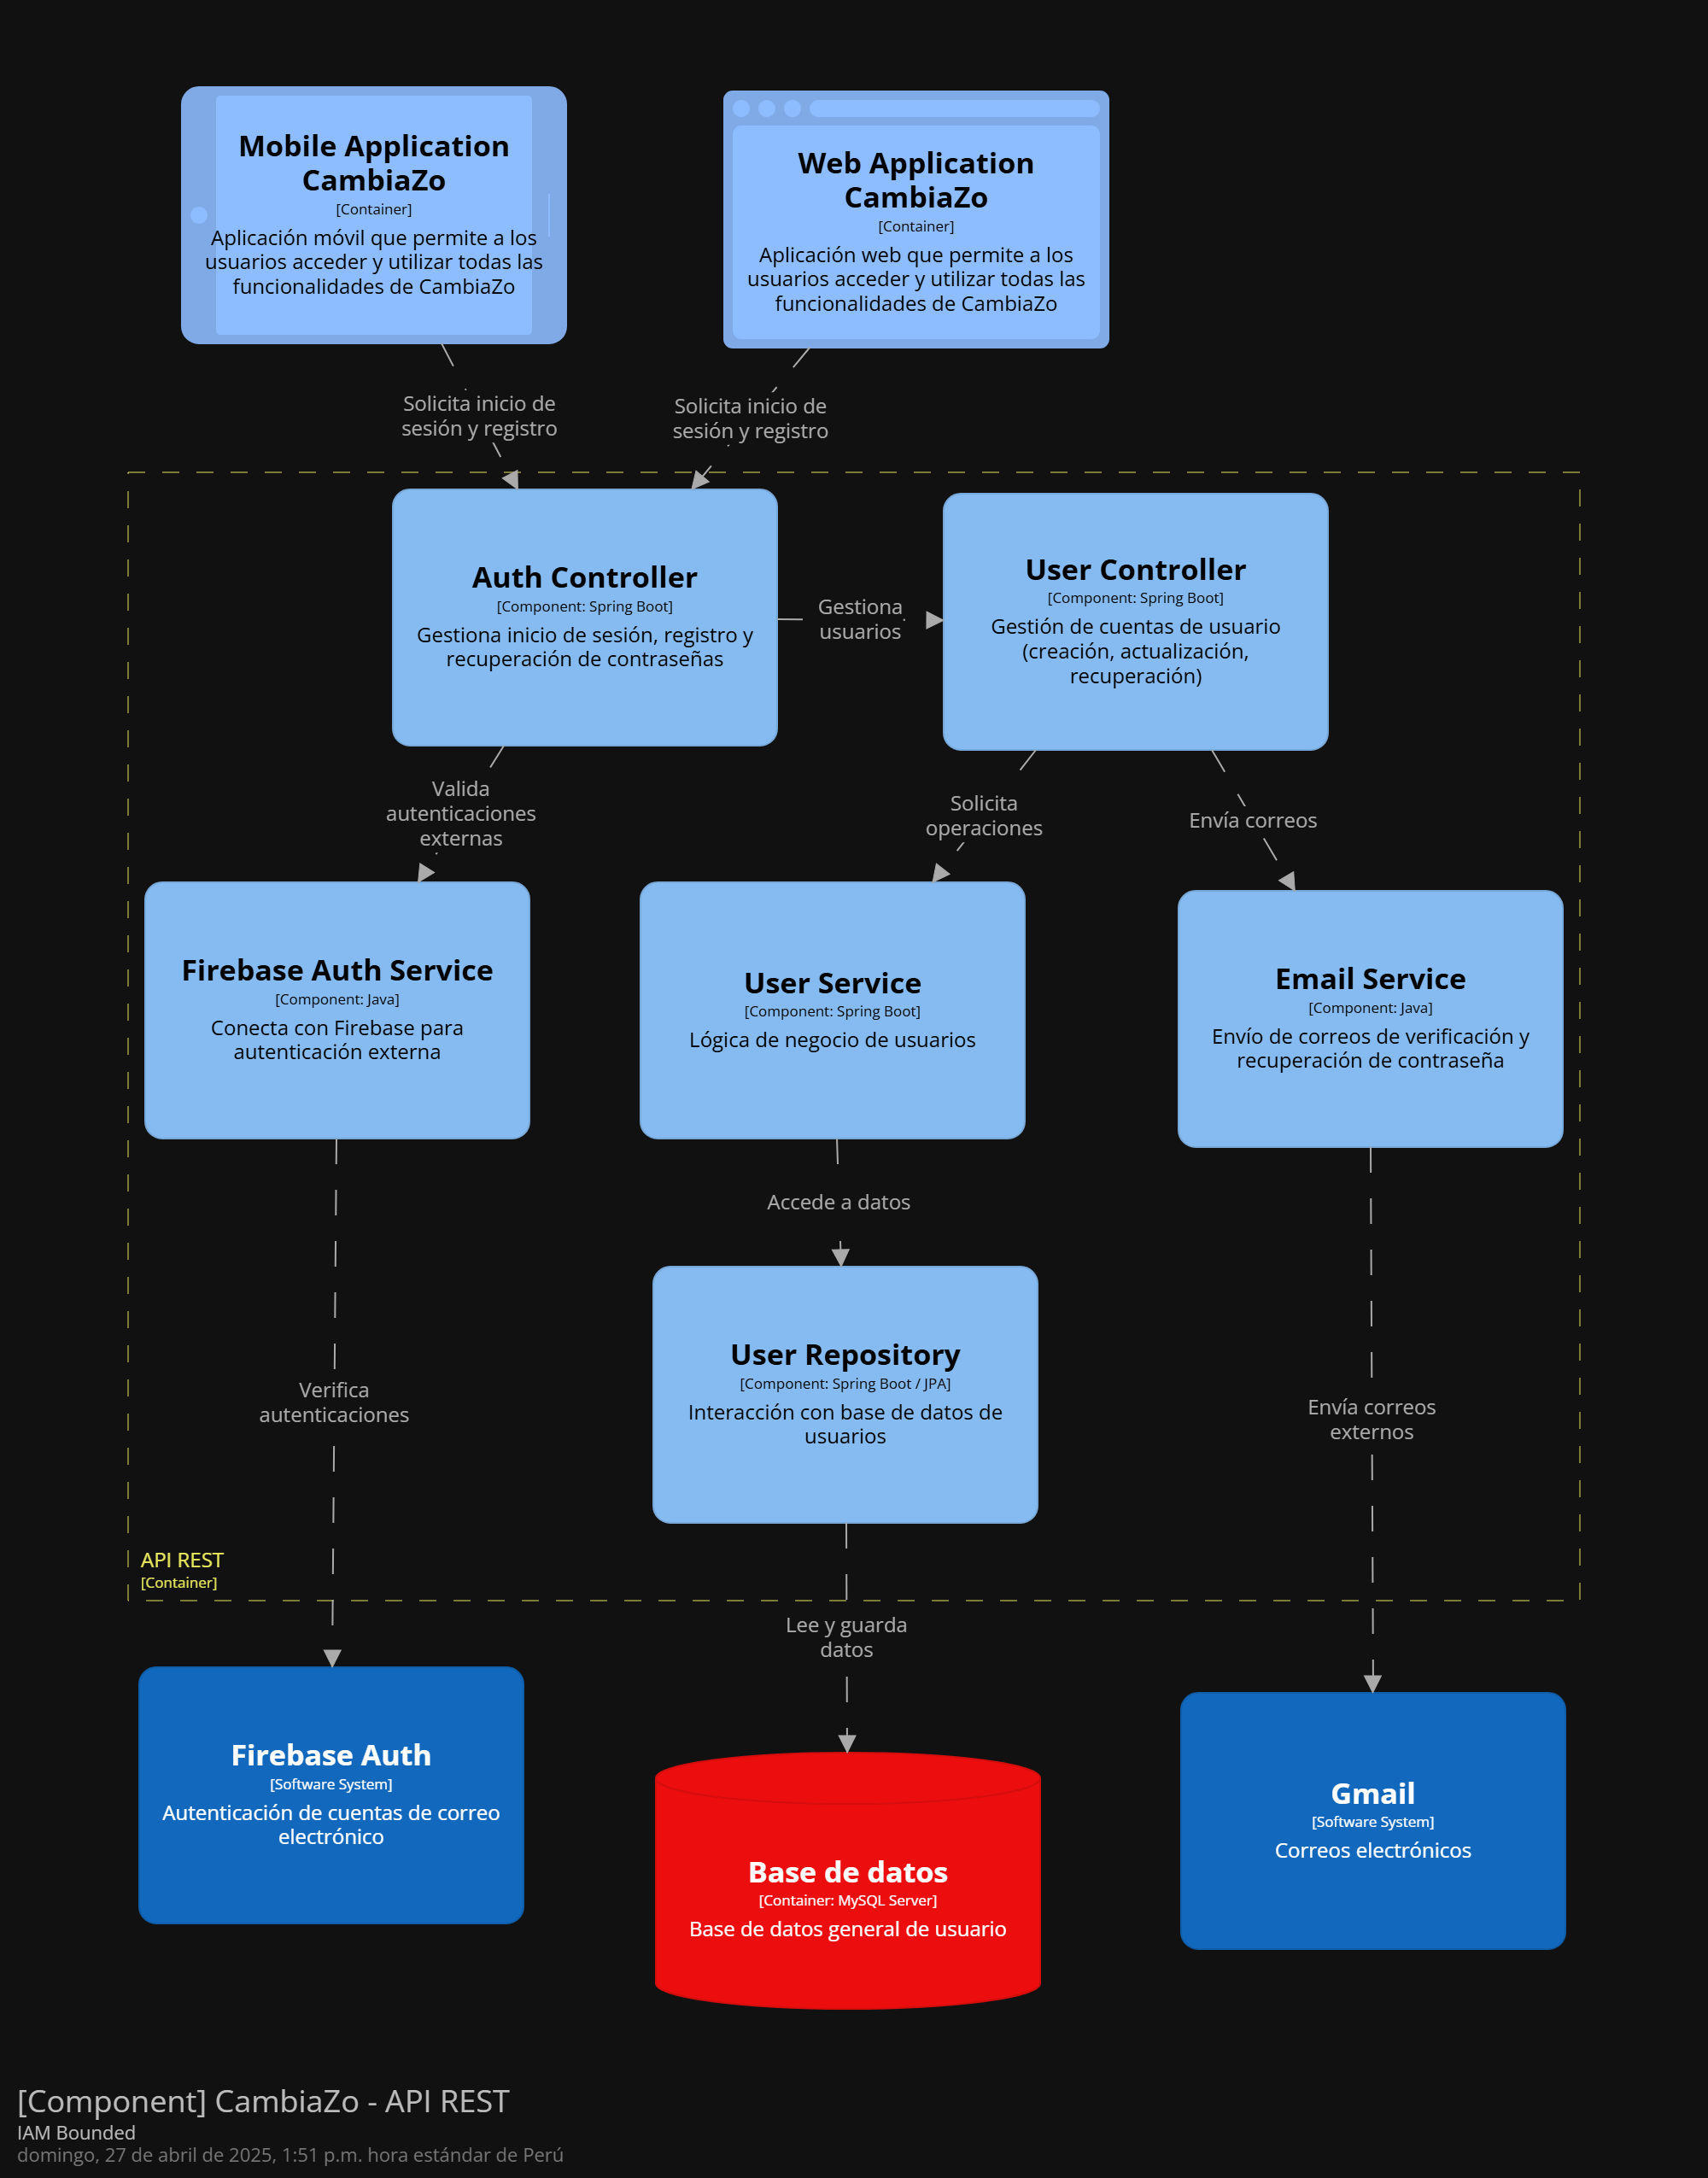 Mobile Application
CambiaZo
[Container]
Aplicación móvil que permite a los
usuarios acceder y utilizar todas las
funcionalidades de CambiaZo
Web Application
CambiaZo
[Container]
Aplicación web que permite a los
usuarios acceder y utilizar todas las
funcionalidades de CambiaZo
Solicita inicio de
sesión y registro
Solicita inicio de
sesión y registro
Auth Controller
[Component: Spring Boot]
Gestiona inicio de sesión, registro y
recuperación de contraseñas
Gestiona
usuarios
User Controller
[Component: Spring Boot]
Gestión de cuentas de usuario
(creación, actualización,
recuperación)
Valida
autenticaciones
externas
Solicita
operaciones
Envía correos
Firebase Auth Service
[Component: Java]
Conecta con Firebase para
autenticación externa
User Service
[Component: Spring Boot]
Lógica de negocio de usuarios
Email Service
[Component: Java]
Envío de correos de verificación y
recuperación de contraseña
Accede a datos
User Repository
[Component: Spring Boot / JPA]
Interacción con base de datos de
usuarios
Verifica
autenticaciones
Envía correos
externos
API REST
[Container]
Lee y guarda
datos
Firebase Auth
[Software System]
Autenticación de cuentas de correo
electrónico
Base de datos
[Container: MySQL Server]
Base de datos general de usuario
Gmail
[Software System]
Correos electrónicos
[Component] CambiaZo - API REST
IAM Bounded
domingo, 27 de abril de 2025, 1:51 p.m. hora estándar de Perú